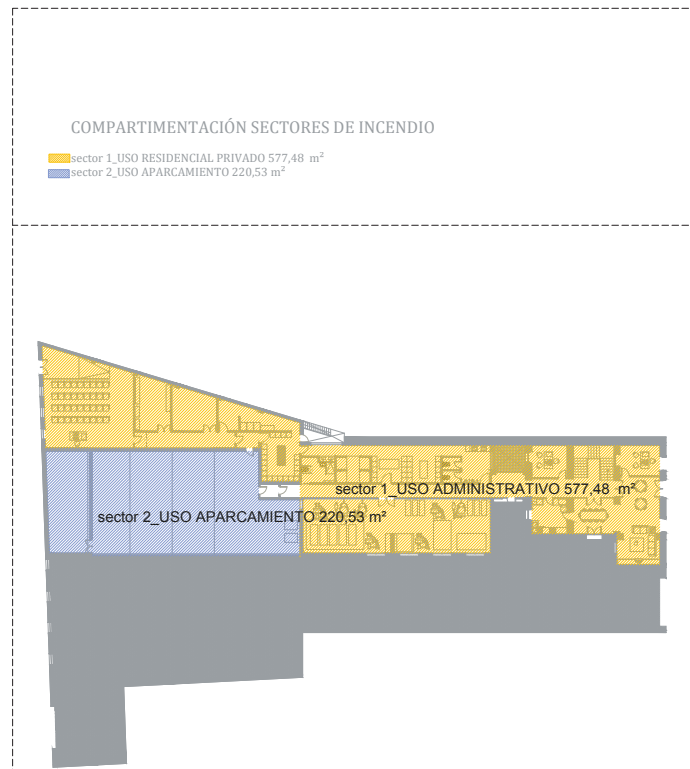 COMPARTIMENTACIÓN SECTORES DE INCENDIO
sector 1_USO RESIDENCIAL PRIVADO 577,48 m²
sector 2_USO APARCAMIENTO 220,53 m²
sector 1_USO ADMINISTRATIVO 577,48 m²
sector 2_USO APARCAMIENTO 220,53 m²